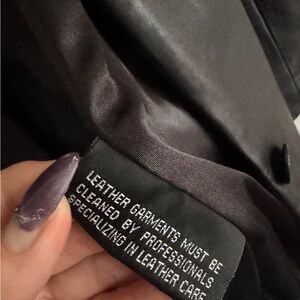 LEATHER GARMENTS MUST BE
CLEANED BY PROFESSIONALS
SPECIALIZING IN LEATHER CARE